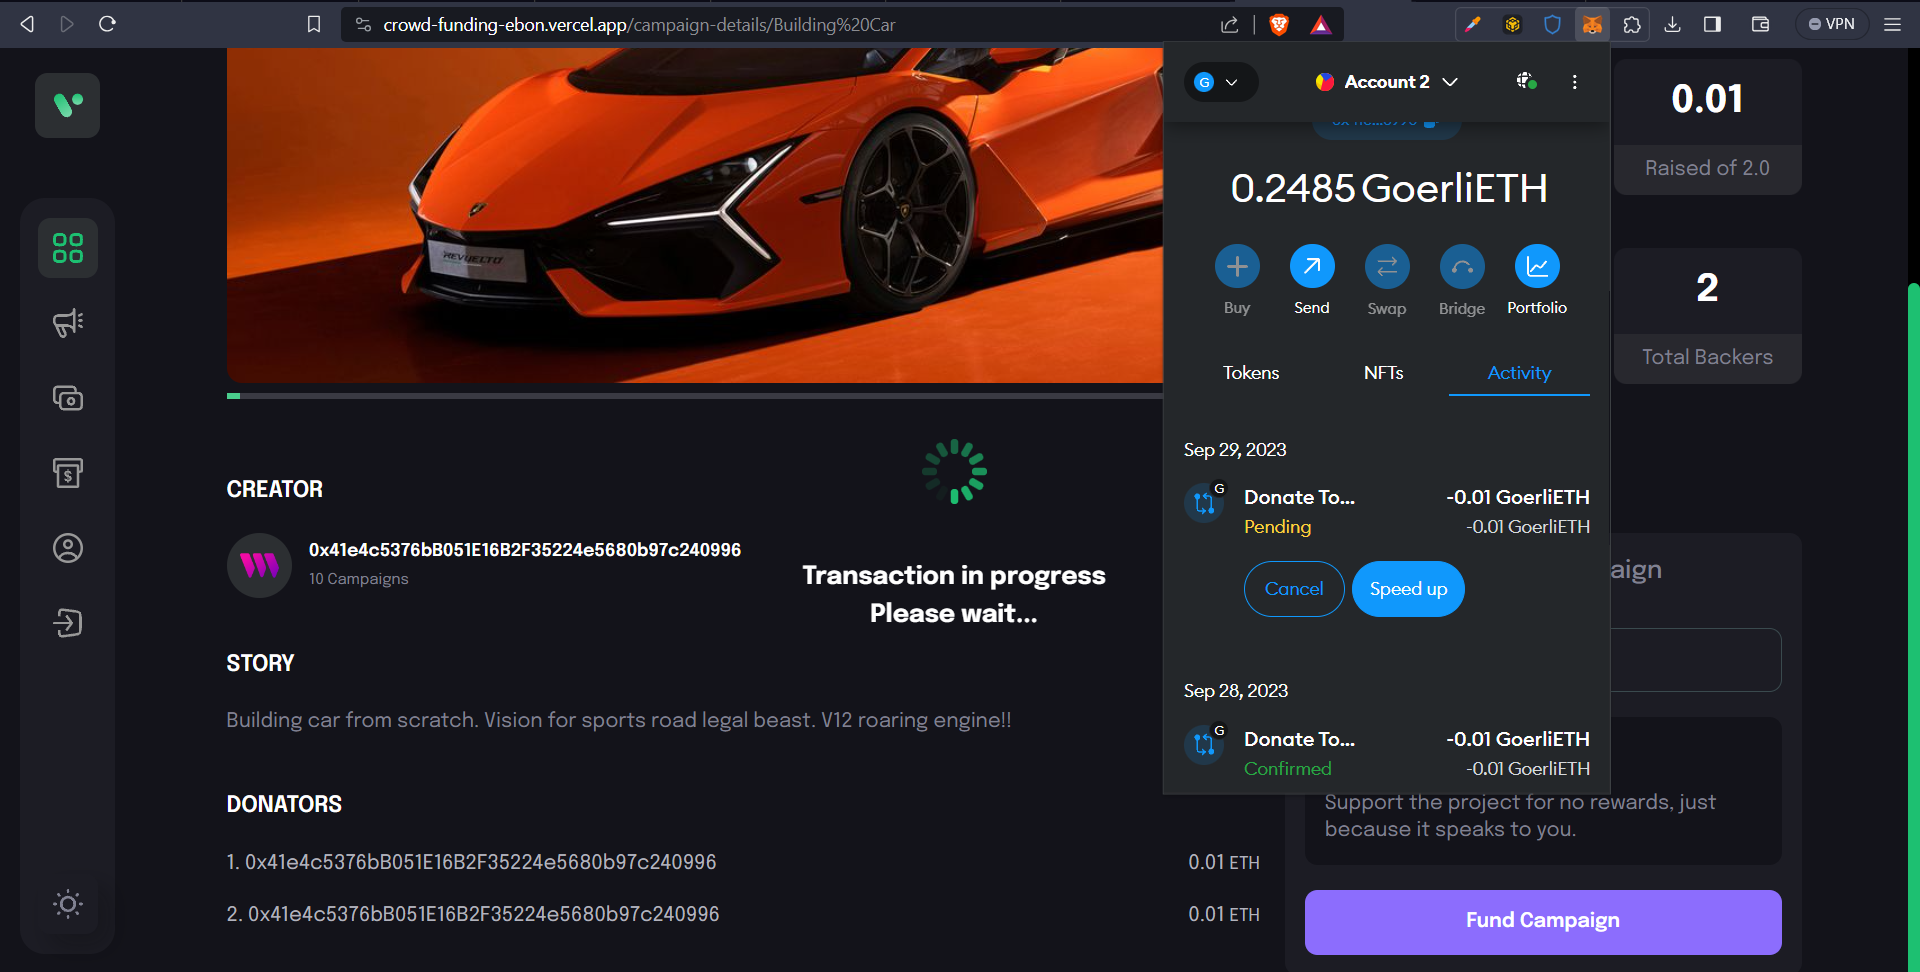 crowd-funding-ebon.vercel.app/campaign-details/Building%20Car
VPN
G
Account 2
0.2485 GoerliETH
Buy
Send
Swap
Bridge
Portfolio
Tokens
NFTs
Activity
Sep 29, 2023
G
Donate To...
-0.01 GoerliETH
Pending
-0.01 GoerliETH
Cancel
Speed up
Sep 28, 2023
G
Donate To...
-0.01 GoerliETH
Confirmed
-0.01 GoerliETH
0.01
Raised of 2.0
2
Total Backers
REVUELTO
CREATOR
0x41e4c5376bB051E16B2F35224e5680b97c240996
10 Campaigns
Transaction in progress
Please wait...
STORY
Building car from scratch. Vision for sports road legal beast. V12 roaring engine!!
DONATORS
1. 0x41e4c5376bB051E16B2F35224e5680b97c240996
0.01 ETH
2. 0x41e4c5376bB051E16B2F35224e5680b97c240996
0.01 ETH
aign
Support the project for no rewards, just
because it speaks to you.
Fund Campaign